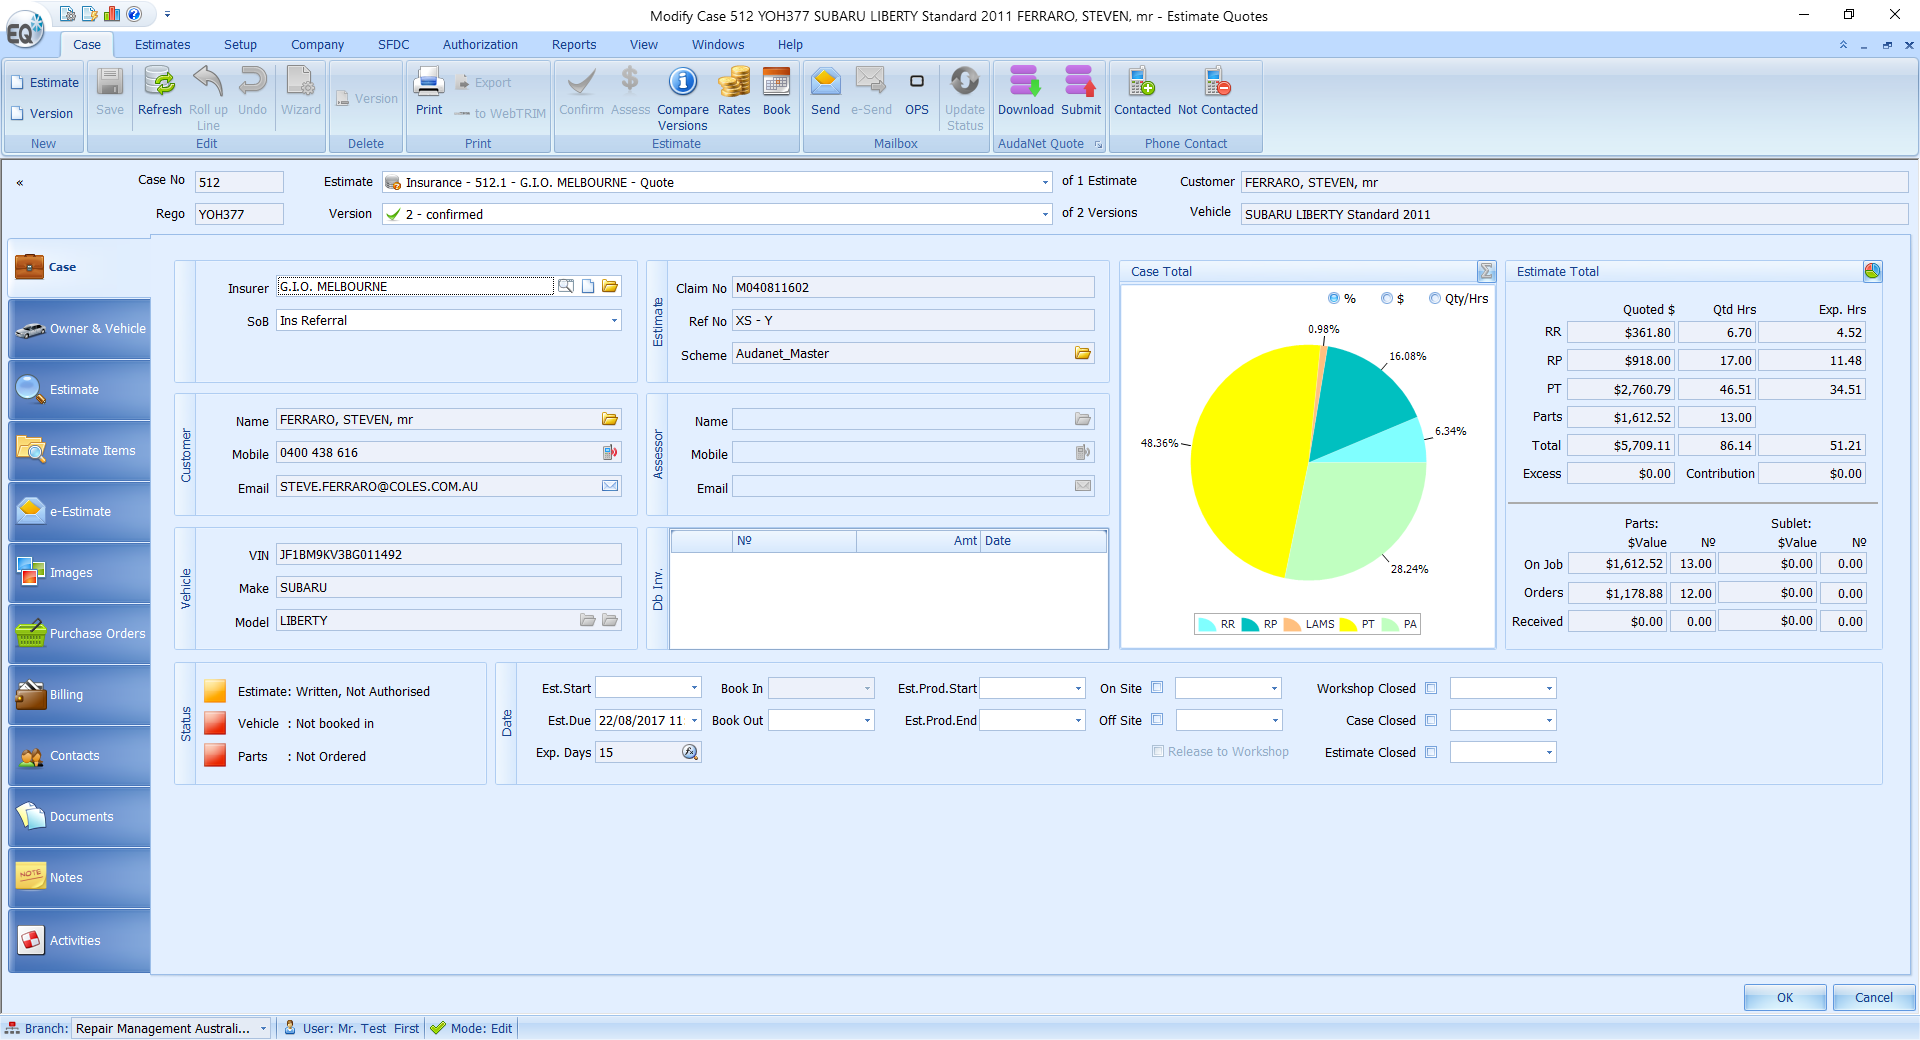 Modify Case 512 YOH377 SUBARU LIBERTY Standard 2011 FERRARO, STEVEN, mr - Estimate Quotes
EQ
Case Estimates Setup Company SFDC Authorization Reports View Windows Help
Estimate
Version
New
Save Refresh Roll up Line Undo Wizard
Edit
Version
Delete
Print Export
to WebTRIM
Print
Confirm Assess Compare Versions Rates Book
Estimate
Send e-Send OPS Update Status
Mailbox
Download Submit
AudaNet Quote
Contacted Not Contacted
Phone Contact
«
Case No 512 Estimate Insurance - 512.1 - G.I.O. MELBOURNE - Quote of 1 Estimate Customer FERRARO, STEVEN, mr
Rego YOH377 Version 2 - confirmed of 2 Versions Vehicle SUBARU LIBERTY Standard 2011
Case
Owner & Vehicle
Estimate
Estimate Items
e-Estimate
Images
Purchase Orders
Billing
Contacts
Documents
NOTE
Notes
Activities
Insurer G.I.O. MELBOURNE
SoB Ins Referral
Estimate
Claim No M040811602
Ref No XS - Y
Scheme Audanet_Master
Customer
Name FERRARO, STEVEN, mr
Mobile 0400 438 616
Email STEVE.FERRARO@COLES.COM.AU
Assessor
Name
Mobile
Email
Vehicle
VIN JF1BM9KV3BG011492
Make SUBARU
Model LIBERTY
Db Inv.
Nº Amt Date
Case Total
Σ
% $ Qty/Hrs
0.98%
16.08%
6.34%
48.36%
28.24%
RR RP LAMS PT PA
Estimate Total
Quoted $ Qtd Hrs Exp. Hrs
RR $361.80 6.70 4.52
RP $918.00 17.00 11.48
PT $2,760.79 46.51 34.51
Parts $1,612.52 13.00
Total $5,709.11 86.14 51.21
Excess $0.00 Contribution $0.00
Parts: Sublet:
$Value Nº $Value Nº
On Job $1,612.52 13.00 $0.00 0.00
Orders $1,178.88 12.00 $0.00 0.00
Received $0.00 0.00 $0.00 0.00
Status
Estimate: Written, Not Authorised
Vehicle : Not booked in
Parts : Not Ordered
Date
Est.Start Book In Est.Prod.Start On Site Workshop Closed
Est.Due 22/08/2017 11 Book Out Est.Prod.End Off Site Case Closed
Exp. Days 15 Release to Workshop Estimate Closed
OK Cancel
Branch: Repair Management Australi... User: Mr. Test First Mode: Edit